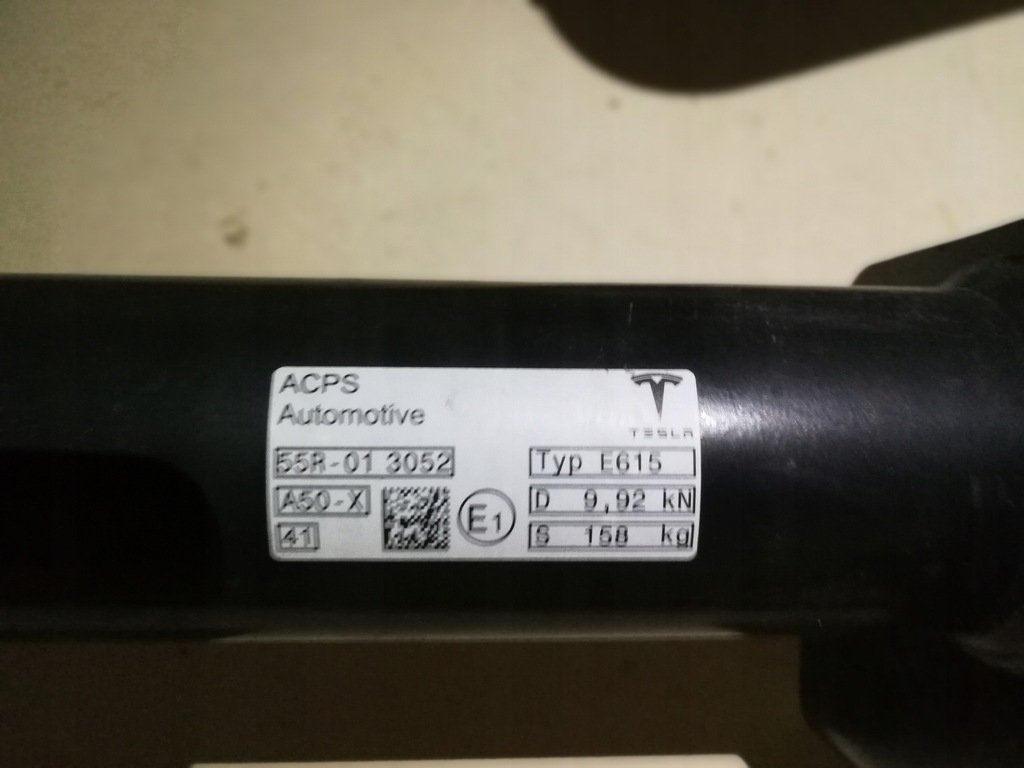 ACPS
Automotive
TESLA
55R-01 3052
Typ E615
A50-X
E1
D 9,92 kN
41
S 158 kg